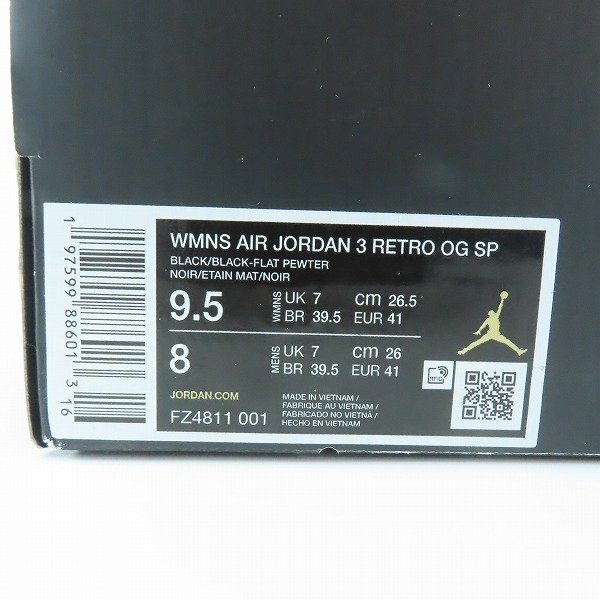 WMNS AIR JORDAN 3 RETRO OG SP
BLACK/BLACK-FLAT PEWTER
NOIR/ETAIN MAT/NOIR
9.5 WMNS UK 7 cm 26.5
BR 39.5 EUR 41
8 MENS UK 7 cm 26
BR 39.5 EUR 41
JORDAN.COM
FZ4811 001
MADE IN VIETNAM/
FABRIQUE AU VIETNAM/
FABRICADO NO VIETNÃ/
HECHO EN VIETNAM
RFID
1 97599 88601 3 16